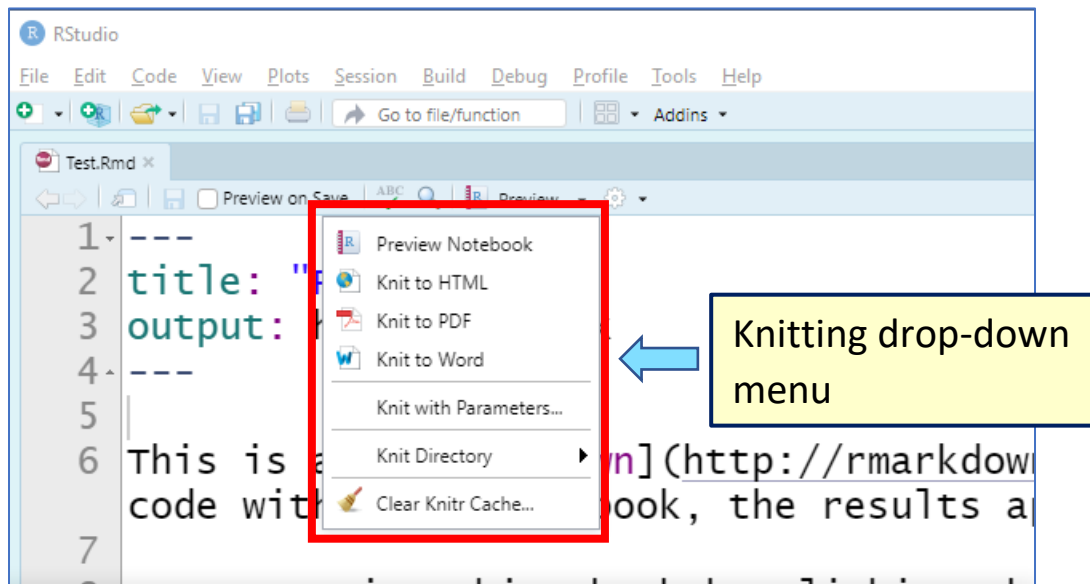 RStudio
File Edit Code View Plots Session Build Debug Profile Tools Help
Go to file/function Addins
Test.Rmd
Preview on Save ABC Preview
1 ---
Preview Notebook
2 title: "
Knit to HTML
3 output:
Knit to PDF
4 ---
Knit to Word
Knitting drop-down
menu
5
Knit with Parameters...
6 This is a n](http://rmarkdow
Knit Directory
code wit ook, the results a
Clear Knitr Cache...
7